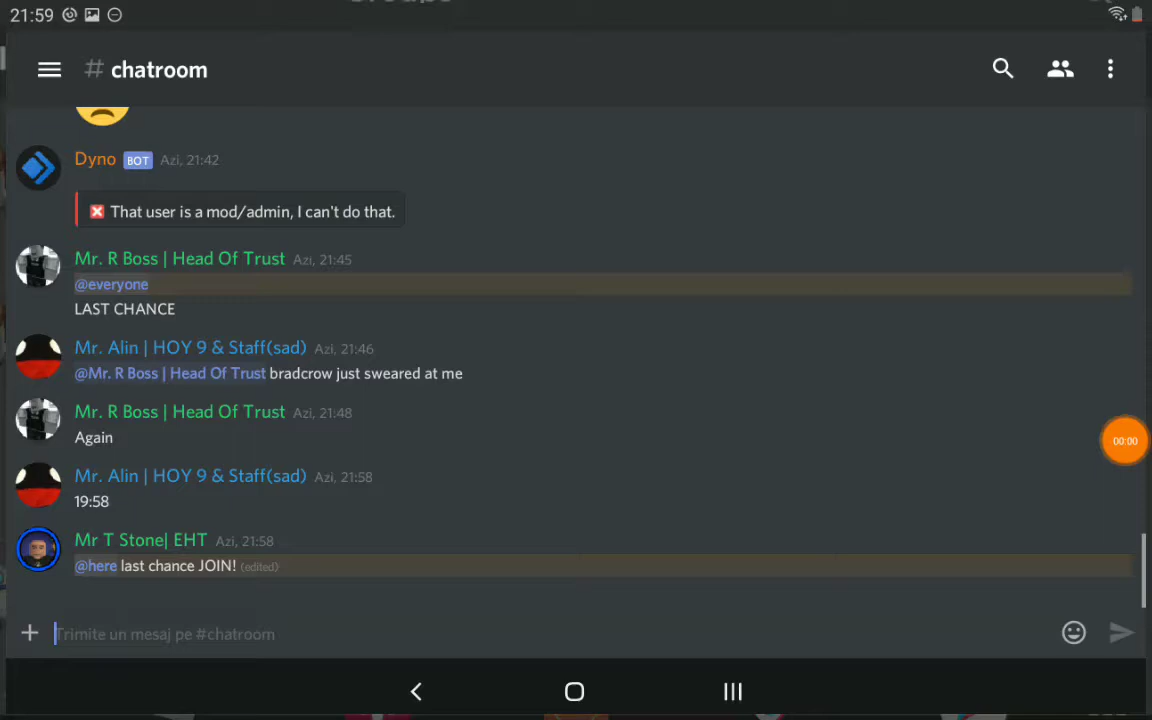 21:59
# chatroom
Dyno BOT Azi, 21:42
That user is a mod/admin, I can't do that.
Mr. R Boss | Head Of Trust Azi, 21:45
@everyone
LAST CHANCE
Mr. Alin | HOY 9 & Staff(sad) Azi, 21:46
@Mr. R Boss | Head Of Trust bradcrow just sweared at me
Mr. R Boss | Head Of Trust Azi, 21:48
Again
00:00
Mr. Alin | HOY 9 & Staff(sad) Azi, 21:58
19:58
Mr T Stone| EHT Azi, 21:58
@here last chance JOIN! (edited)
Trimite un mesaj pe #chatroom